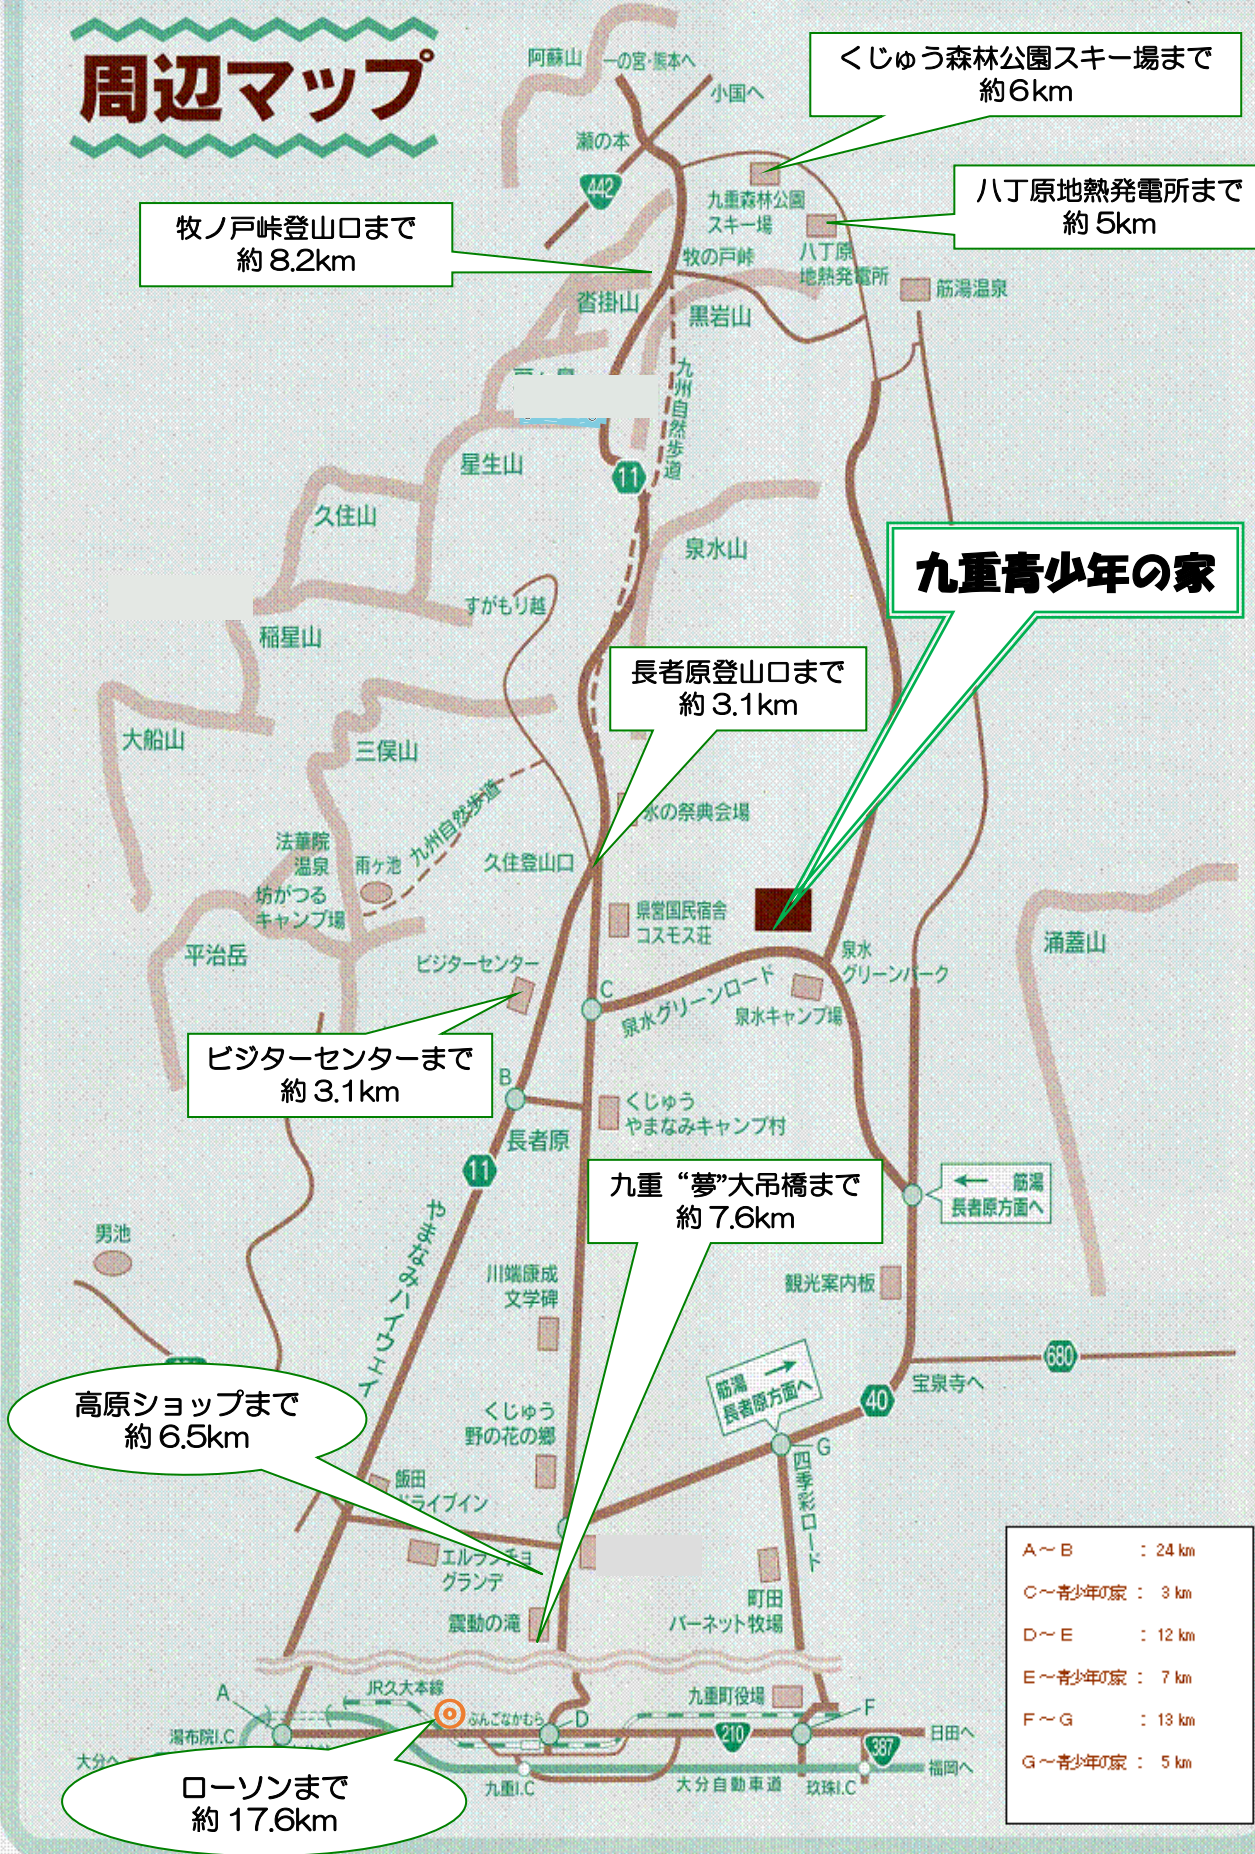 周辺マップ
阿蘇山
一の宮・熊本へ
小国へ
くじゅう森林公園スキー場まで
約6km
瀬の本
442
九重森林公園
スキー場
八丁原地熱発電所まで
約5km
牧ノ戸峠登山口まで
約8.2km
牧の戸峠
八丁原
地熱発電所
筋湯温泉
沓掛山
黒岩山
九州自然歩道
星生山
11
久住山
泉水山
九重青少年の家
すがもり越
稲星山
長者原登山口まで
約3.1km
大船山
三俣山
九州自然歩道
氷の祭典会場
法華院
温泉
雨ヶ池
久住登山口
坊がつる
キャンプ場
県営国民宿舎
コスモス荘
平治岳
ビジターセンター
泉水
グリーンパーク
涌蓋山
C
泉水グリーンロード
泉水キャンプ場
ビジターセンターまで
約3.1km
B
くじゅう
やまなみキャンプ村
長者原
11
九重“夢”大吊橋まで
約7.6km
← 筋湯
長者原方面へ
男池
やまなみハイウェイ
川端康成
文学碑
観光案内板
680
宝泉寺へ
筋湯 →
長者原方面へ
40
高原ショップまで
約6.5km
くじゅう
野の花の郷
G
四季彩ロード
飯田
ドライブイン
エルランチョ
グランデ
町田
バーネット牧場
震動の滝
A～B : 24km
C～青少年の家 : 3km
D～E : 12km
E～青少年の家 : 7km
F～G : 13km
G～青少年の家 : 5km
A
JR久大本線
九重町役場
F
湯布院I.C
ぶんごなかむら
D
210
日田へ
大分へ
387
福岡へ
九重I.C
大分自動車道
玖珠I.C
ローソンまで
約17.6km